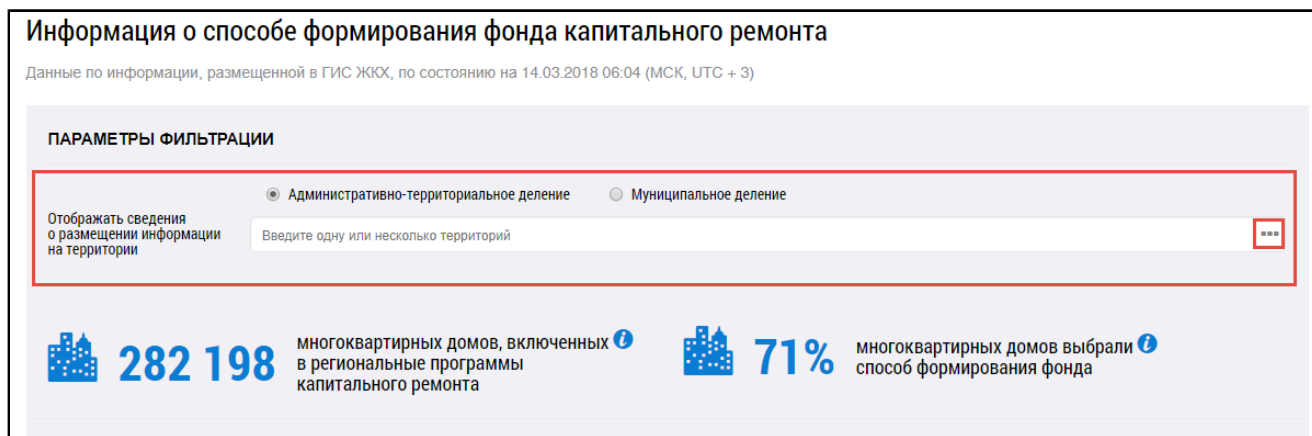 Информация о способе формирования фонда капитального ремонта
Данные по информации, размещенной в ГИС ЖКХ, по состоянию на 14.03.2018 06:04 (МСК, UTC + 3)
ПАРАМЕТРЫ ФИЛЬТРАЦИИ
Административно-территориальное деление Муниципальное деление
Отображать сведения
о размещении информации
на территории
Введите одну или несколько территорий
282 198
многоквартирных домов, включенных
в региональные программы
капитального ремонта
71%
многоквартирных домов выбрали
способ формирования фонда